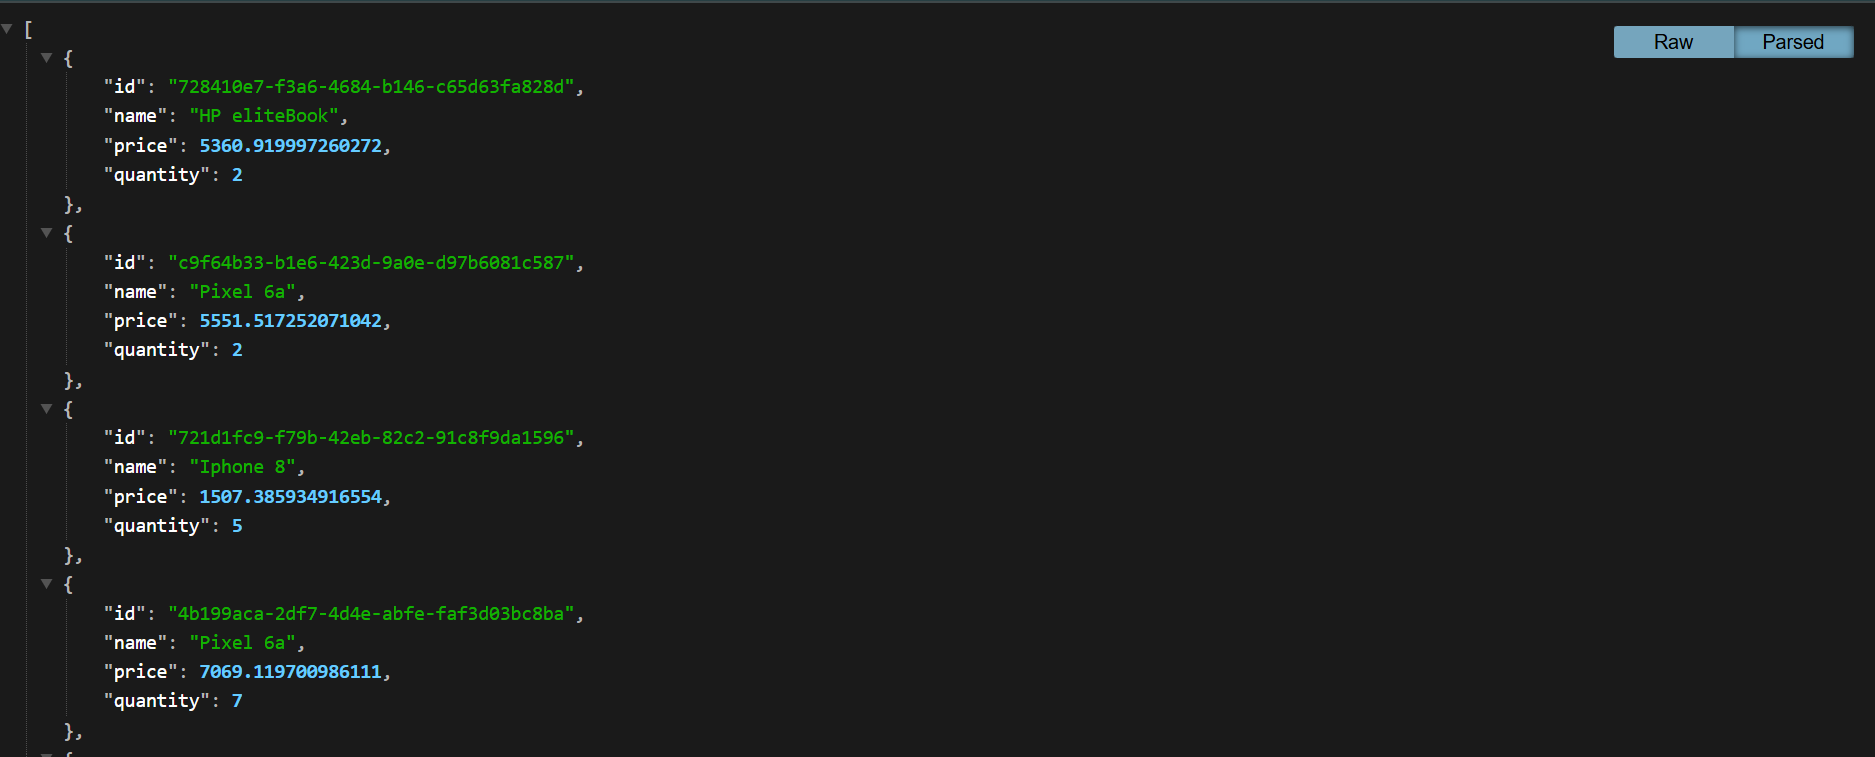 [
Raw Parsed
{
"id": "728410e7-f3a6-4684-b146-c65d63fa828d",
"name": "HP eliteBook",
"price": 5360.919997260272,
"quantity": 2
},
{
"id": "c9f64b33-b1e6-423d-9a0e-d97b6081c587",
"name": "Pixel 6a",
"price": 5551.517252071042,
"quantity": 2
},
{
"id": "721d1fc9-f79b-42eb-82c2-91c8f9da1596",
"name": "Iphone 8",
"price": 1507.385934916554,
"quantity": 5
},
{
"id": "4b199aca-2df7-4d4e-abfe-faf3d03bc8ba",
"name": "Pixel 6a",
"price": 7069.119700986111,
"quantity": 7
},
{